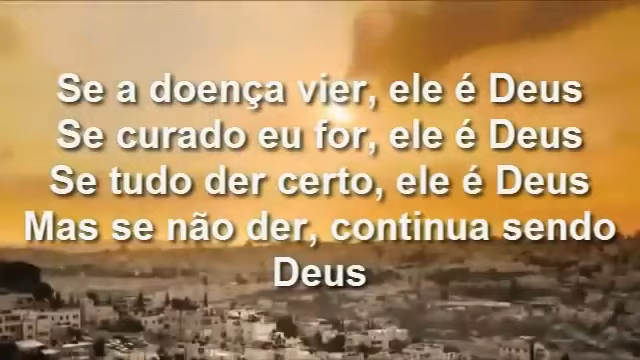 Se a doença vier, ele é Deus
Se curado eu for, ele é Deus
Se tudo der certo, ele é Deus
Mas se não der, continua sendo
Deus